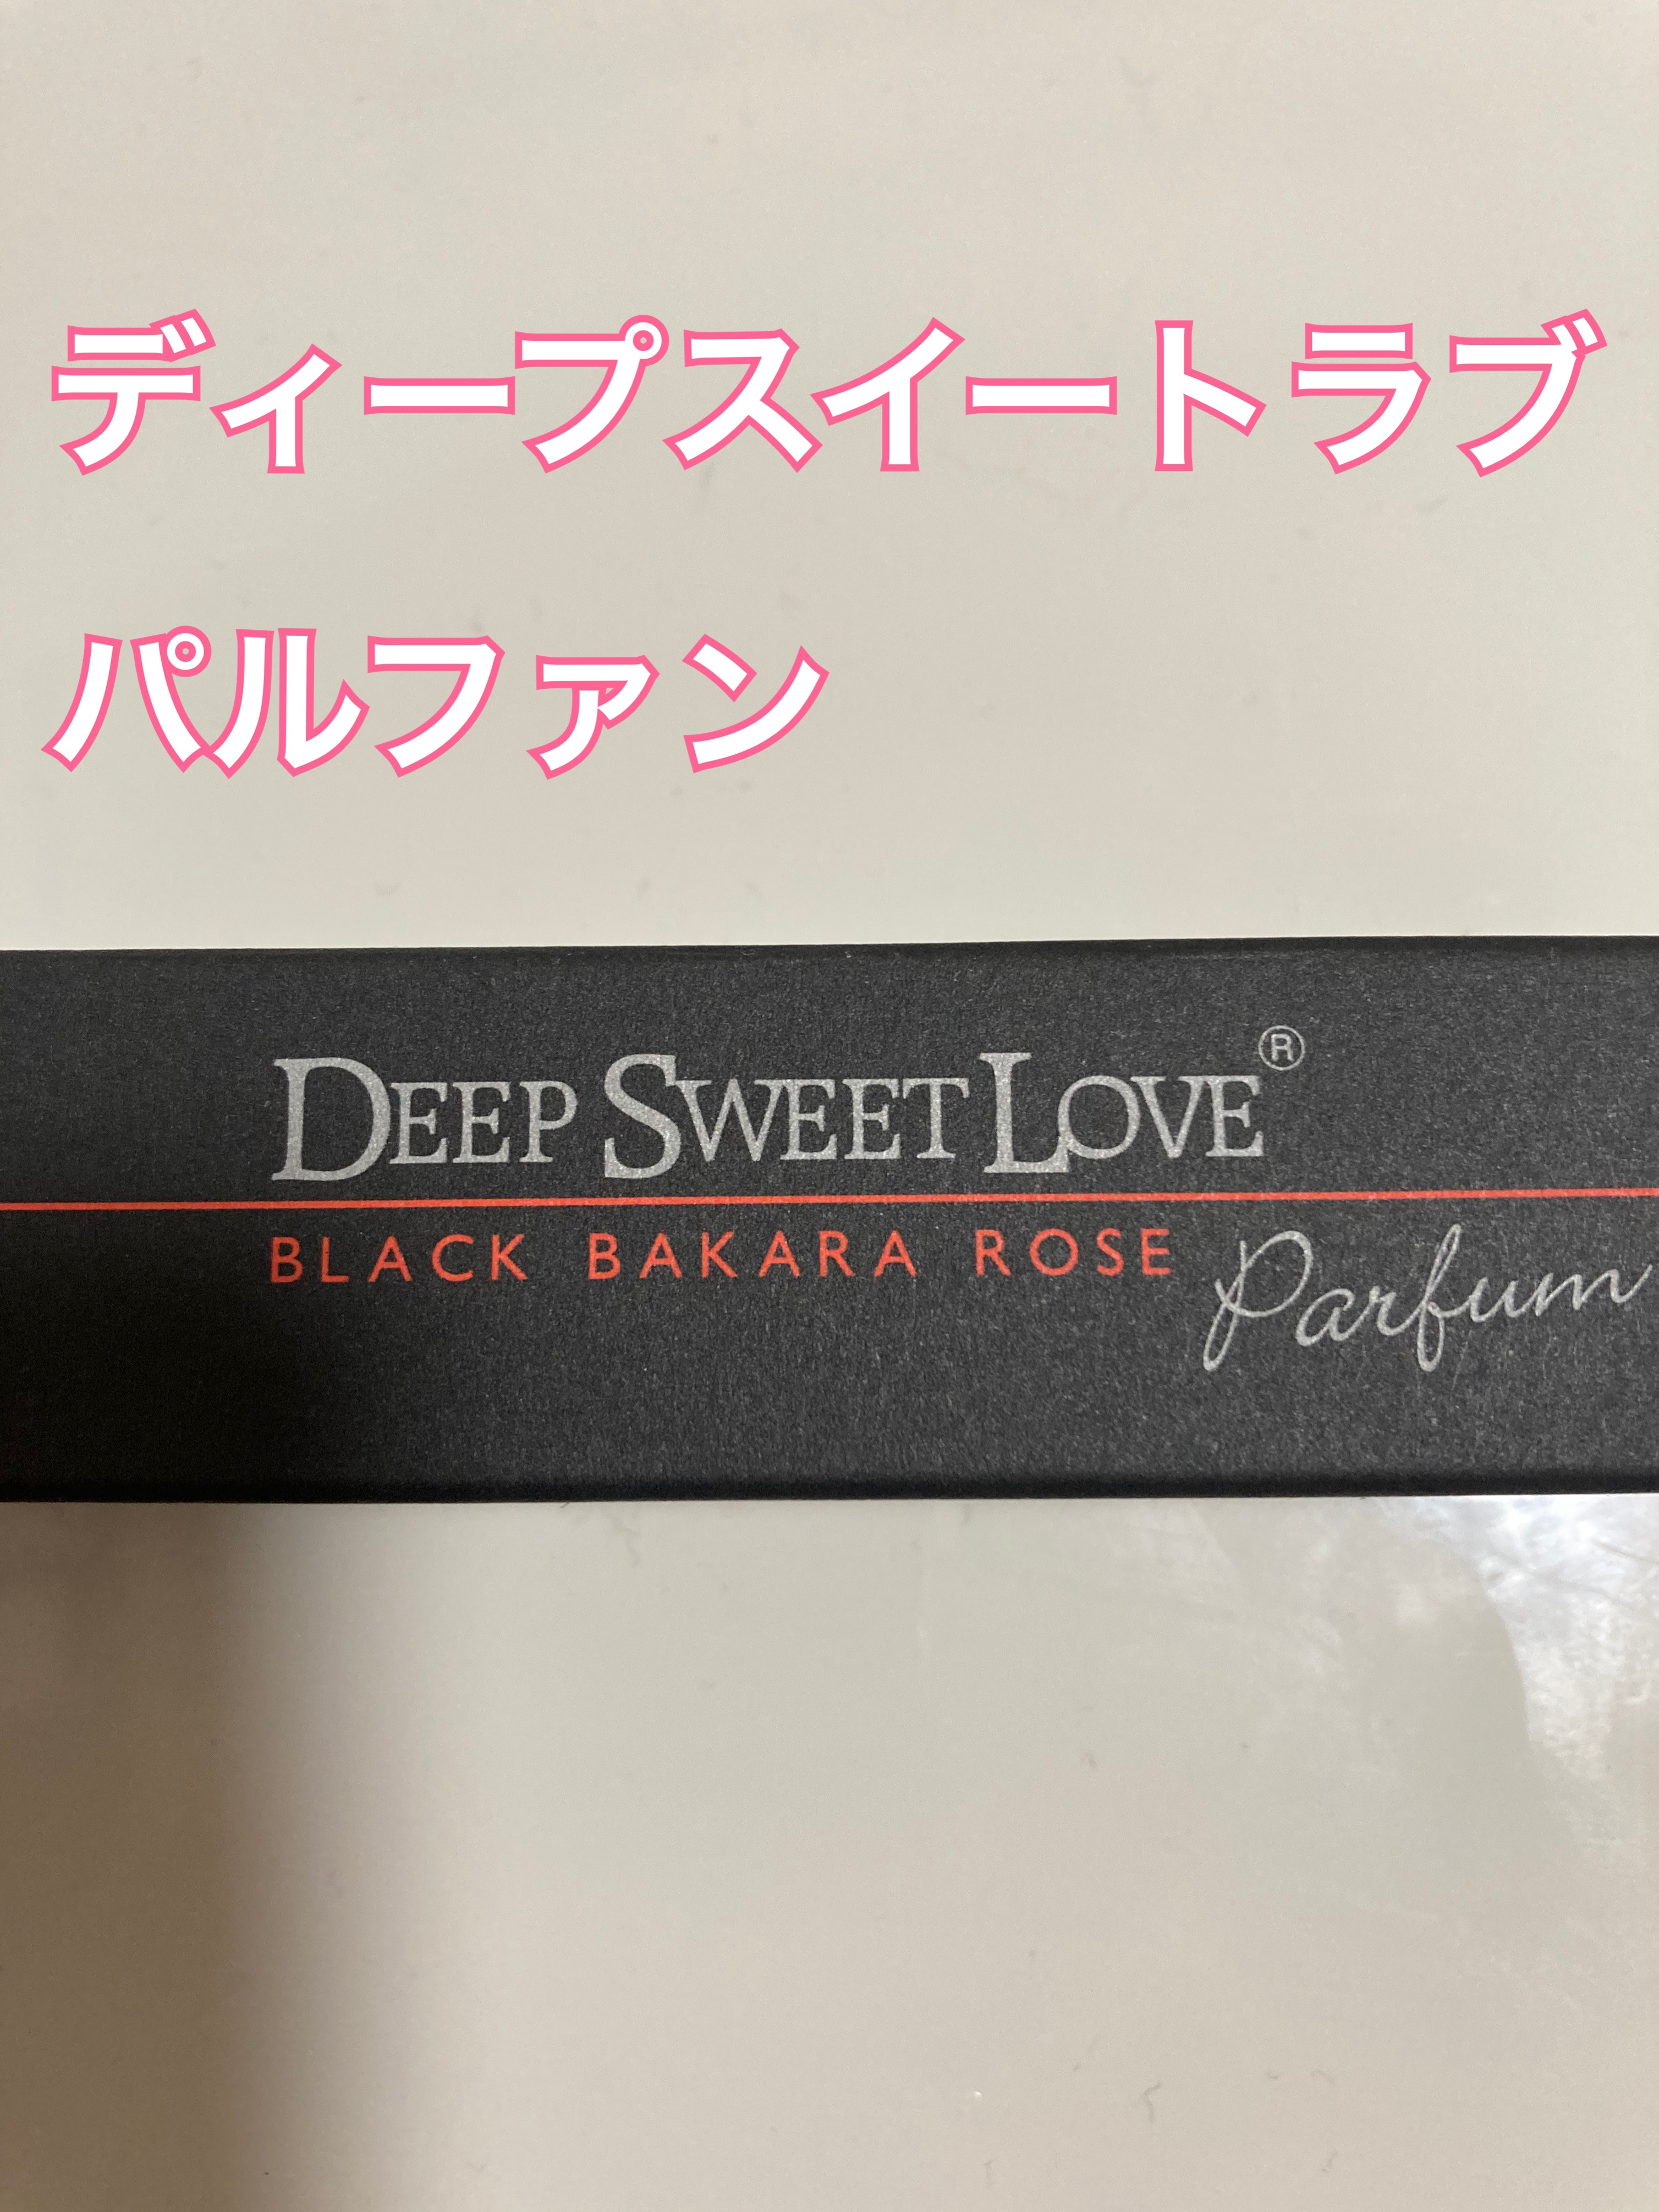 ディープスイートラブ
パルファン
DEEP SWEET LOVE®
BLACK BAKARA ROSE
Parfum